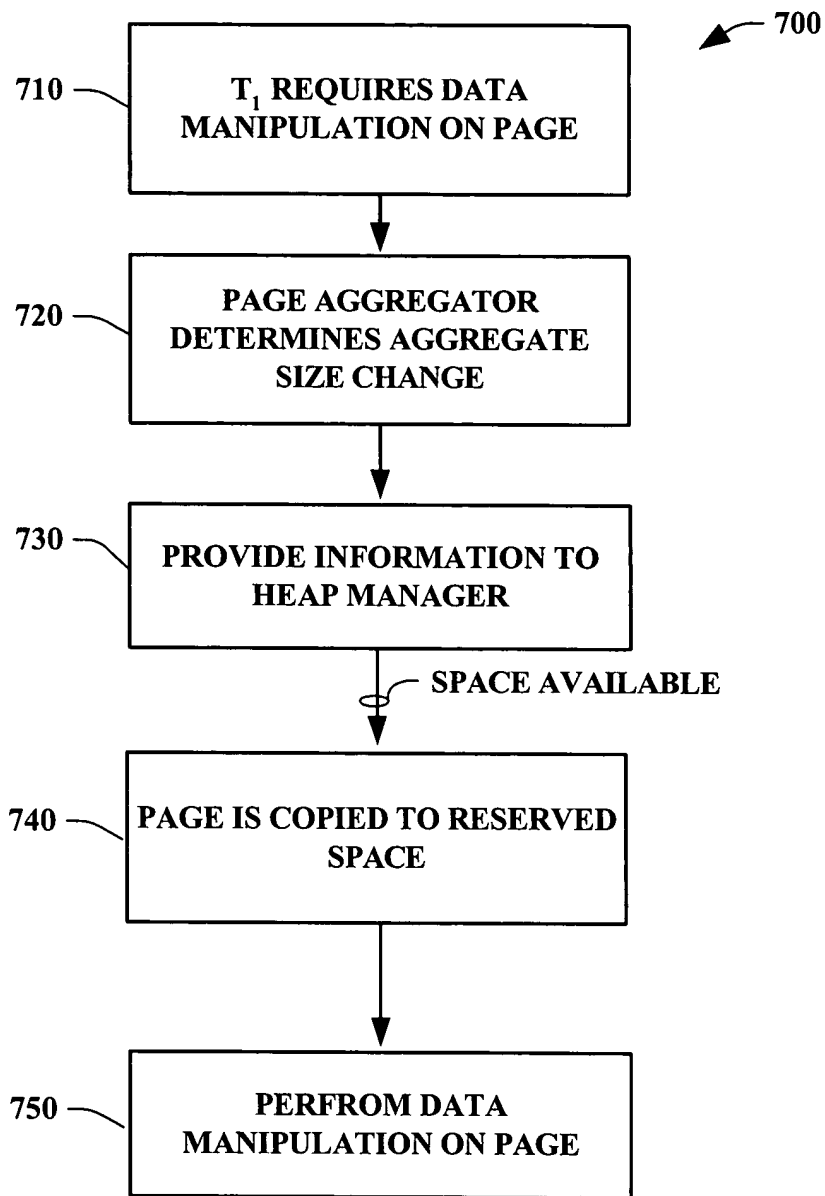 700
710
T1 REQUIRES DATA
MANIPULATION ON PAGE
720
PAGE AGGREGATOR
DETERMINES AGGREGATE
SIZE CHANGE
730
PROVIDE INFORMATION TO
HEAP MANAGER
SPACE AVAILABLE
740
PAGE IS COPIED TO RESERVED
SPACE
750
PERFROM DATA
MANIPULATION ON PAGE